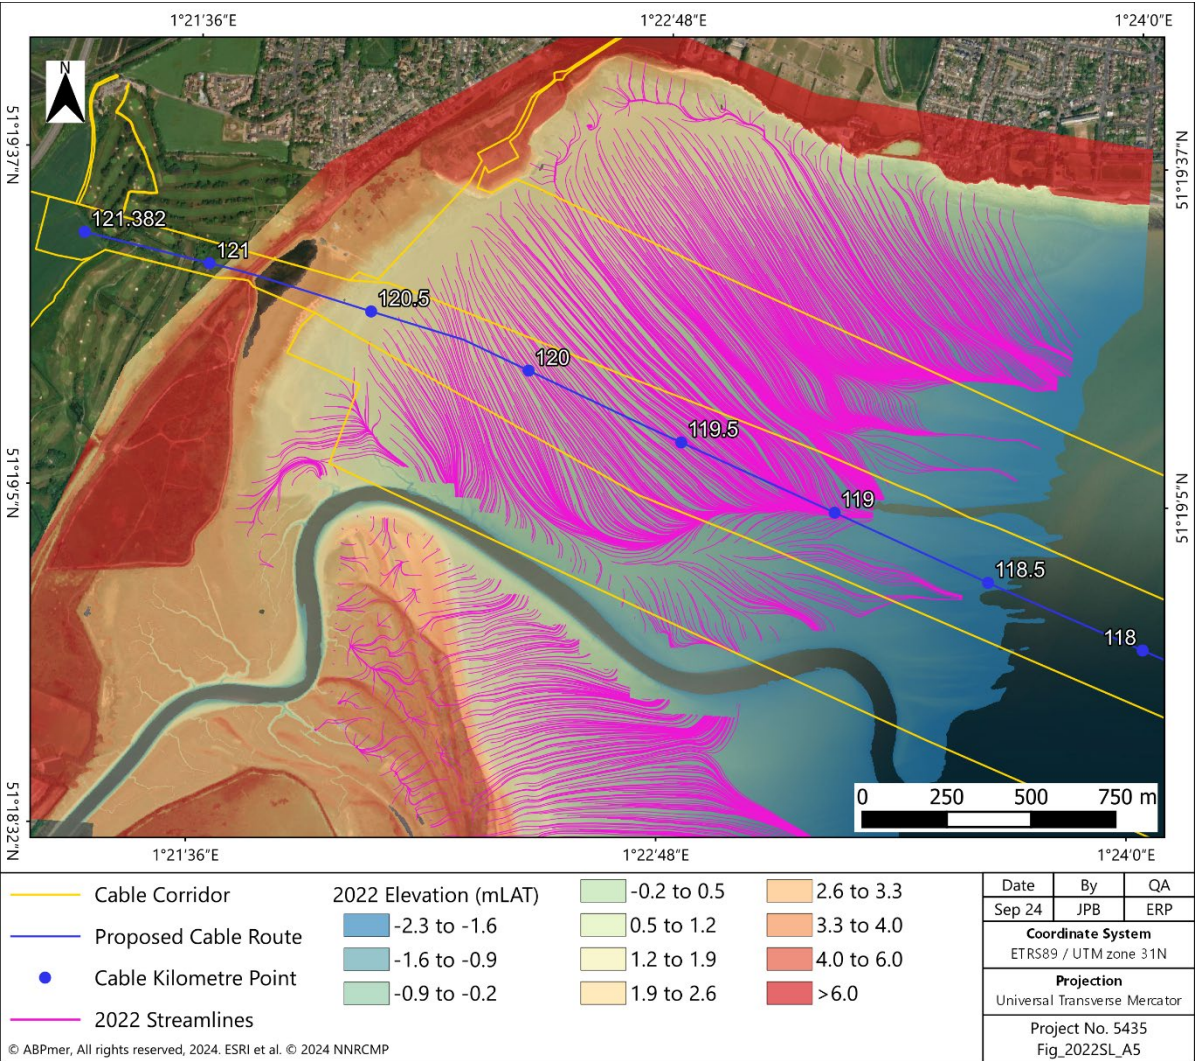 1°21'36"E
1°22'48"E
1°24'0"E
N
51°19'37"N
51°19'37"N
121.382
121
120.5
120
119.5
119
118.5
118
51°19'5"N
51°19'5"N
51°18'32"N
0 250 500 750 m
1°21'36"E
1°22'48"E
1°24'0"E
Cable Corridor
Proposed Cable Route
Cable Kilometre Point
2022 Streamlines
2022 Elevation (mLAT)
-2.3 to -1.6
-1.6 to -0.9
-0.9 to -0.2
-0.2 to 0.5
0.5 to 1.2
1.2 to 1.9
1.9 to 2.6
2.6 to 3.3
3.3 to 4.0
4.0 to 6.0
>6.0
Date By QA
Sep 24 JPB ERP
Coordinate System
ETRS89 / UTM zone 31N
Projection
Universal Transverse Mercator
Project No. 5435
Fig_2022SL_A5
© ABPmer, All rights reserved, 2024. ESRI et al. © 2024 NNRCMP